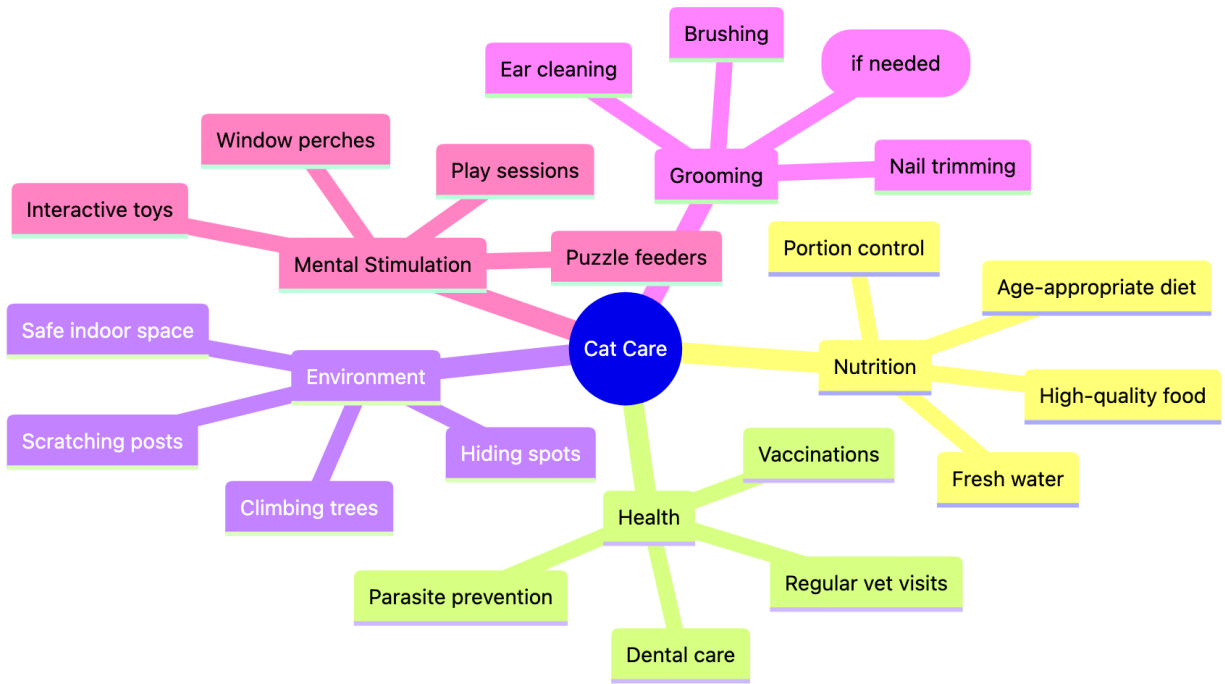 Brushing
Ear cleaning
if needed
Window perches
Play sessions
Nail trimming
Grooming
Interactive toys
Portion control
Puzzle feeders
Mental Stimulation
Age-appropriate diet
Safe indoor space
Cat Care
Nutrition
Environment
High-quality food
Scratching posts
Hiding spots
Vaccinations
Fresh water
Climbing trees
Health
Regular vet visits
Parasite prevention
Dental care